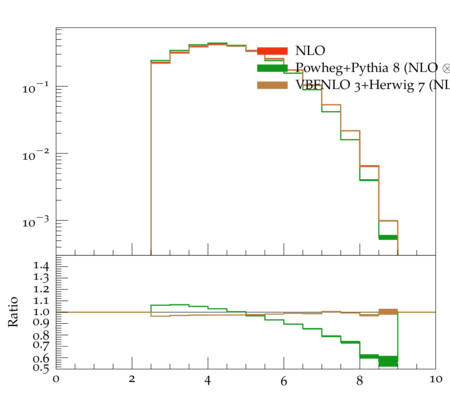 NLO
Powheg+Pythia 8 (NLO ⊗
VBFNLO 3+Herwig 7 (NL
10⁻¹
10⁻²
10⁻³
Ratio
1.4
1.3
1.2
1.1
1.0
0.9
0.8
0.7
0.6
0.5
0 2 4 6 8 10